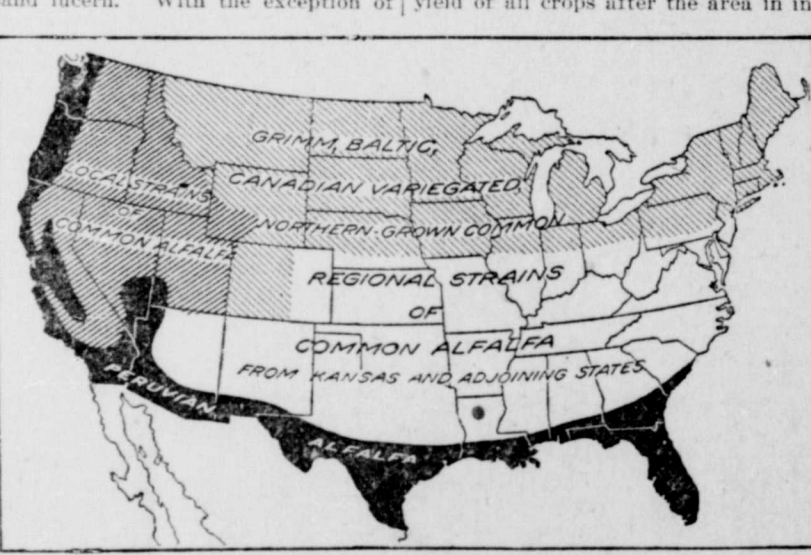 and lucern. With the exception of
yield of all crops after the area in in
GRIMM, BALTIC,
CANADIAN VARIEGATED,
NORTHERN-GROWN COMMON
LOCAL STRAINS
OF
COMMON ALFALFA
REGIONAL STRAINS
OF
COMMON ALFALFA
FROM KANSAS AND ADJOINING STATES
PERUVIAN
ALFALFA